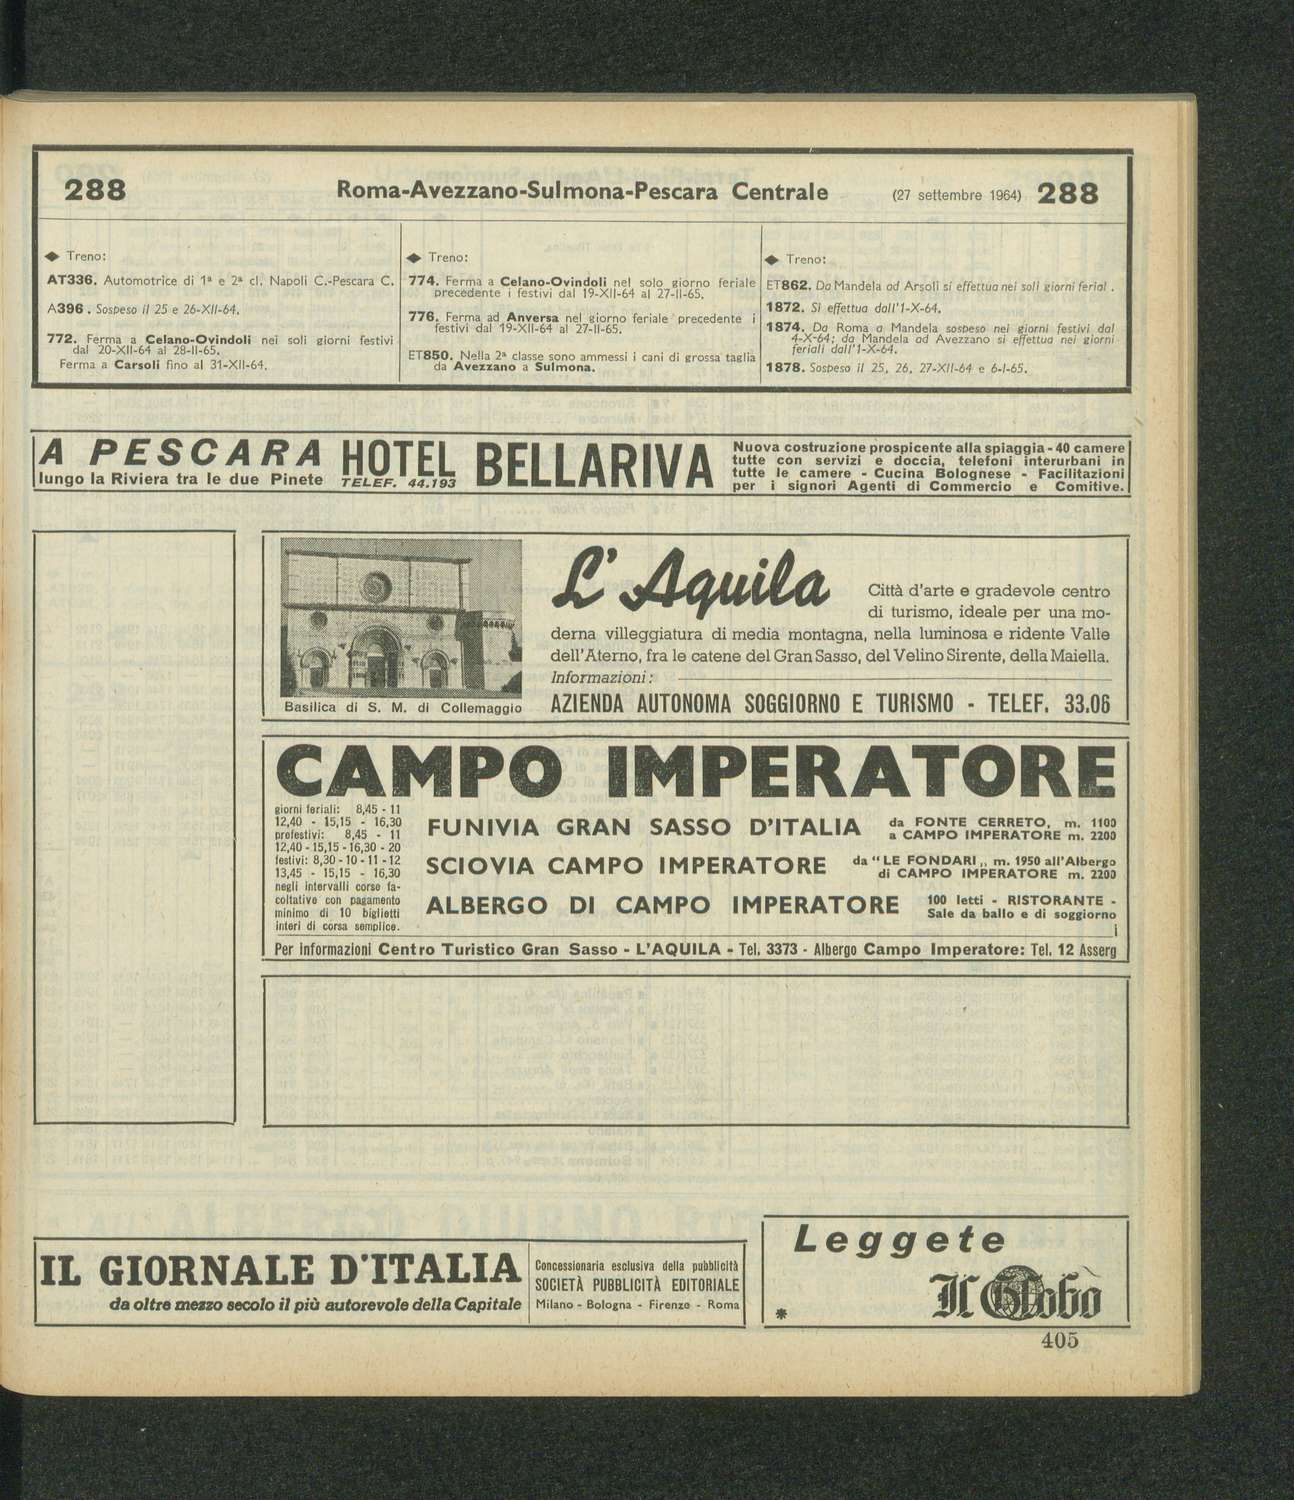 288
Roma-Avezzano-Sulmona-Pescara Centrale
(27 settembre 1964) 288
◆ Treno:
AT336. Automotrice di 1ª e 2ª cl. Napoli C.-Pescara C.
A396. Sospeso il 25 e 26-XII-64.
772. Ferma a Celano-Ovindoli nei soli giorni festivi
dal 20-XII-64 al 28-II-65.
Ferma a Carsoli fino al 31-XII-64.
◆ Treno:
774. Ferma a Celano-Ovindoli nel solo giorno feriale
precedente i festivi dal 19-XII-64 al 27-II-65.
776. Ferma ad Anversa nel giorno feriale precedente i
festivi dal 19-XII-64 al 27-II-65.
ET850. Nella 2ª classe sono ammessi i cani di grossa taglia
da Avezzano a Sulmona.
◆ Treno:
ET862. Da Mandela ad Arsoli si effettua nei soli giorni ferial .
1872. Si effettua dall'1-X-64.
1874. Da Roma a Mandela sospeso nei giorni festivi dal
4-X-64; da Mandela ad Avezzano si effettua nei giorni
feriali dall'1-X-64.
1878. Sospeso il 25, 26, 27-XII-64 e 6-I-65.
A PESCARA
lungo la Riviera tra le due Pinete
HOTEL BELLARIVA
TELEF. 44.193
Nuova costruzione prospicente alla spiaggia - 40 camere
tutte con servizi e doccia, telefoni interurbani in
tutte le camere - Cucina Bolognese - Facilitazioni
per i signori Agenti di Commercio e Comitive.
Basilica di S. M. di Collemaggio
L'Aquila
Città d'arte e gradevole centro
di turismo, ideale per una mo-
derna villeggiatura di media montagna, nella luminosa e ridente Valle
dell'Aterno, fra le catene del Gran Sasso, del Velino Sirente, della Maiella.
Informazioni:
AZIENDA AUTONOMA SOGGIORNO E TURISMO - TELEF. 33.06
CAMPO IMPERATORE
giorni feriali: 8,45 - 11
12,40 - 15,15 - 16,30
prefestivi: 8,45 - 11
12,40 - 15,15 - 16,30 - 20
festivi: 8,30 - 10 - 11 - 12
13,45 - 15,15 - 16,30
negli intervalli corse fa-
coltative con pagamento
minimo di 10 biglietti
interi di corsa semplice.
FUNIVIA GRAN SASSO D'ITALIA
da FONTE CERRETO, m. 1100
a CAMPO IMPERATORE m. 2200
SCIOVIA CAMPO IMPERATORE
da "LE FONDARI„ m. 1950 all'Albergo
di CAMPO IMPERATORE m. 2200
ALBERGO DI CAMPO IMPERATORE
100 letti - RISTORANTE -
Sale da ballo e di soggiorno
Per informazioni Centro Turistico Gran Sasso - L'AQUILA - Tel. 3373 - Albergo Campo Imperatore: Tel. 12 Asserg
IL GIORNALE D'ITALIA
da oltre mezzo secolo il più autorevole della Capitale
Concessionaria esclusiva della pubblicità
SOCIETÀ PUBBLICITÀ EDITORIALE
Milano - Bologna - Firenze - Roma
Leggete
Il Globo
*
405